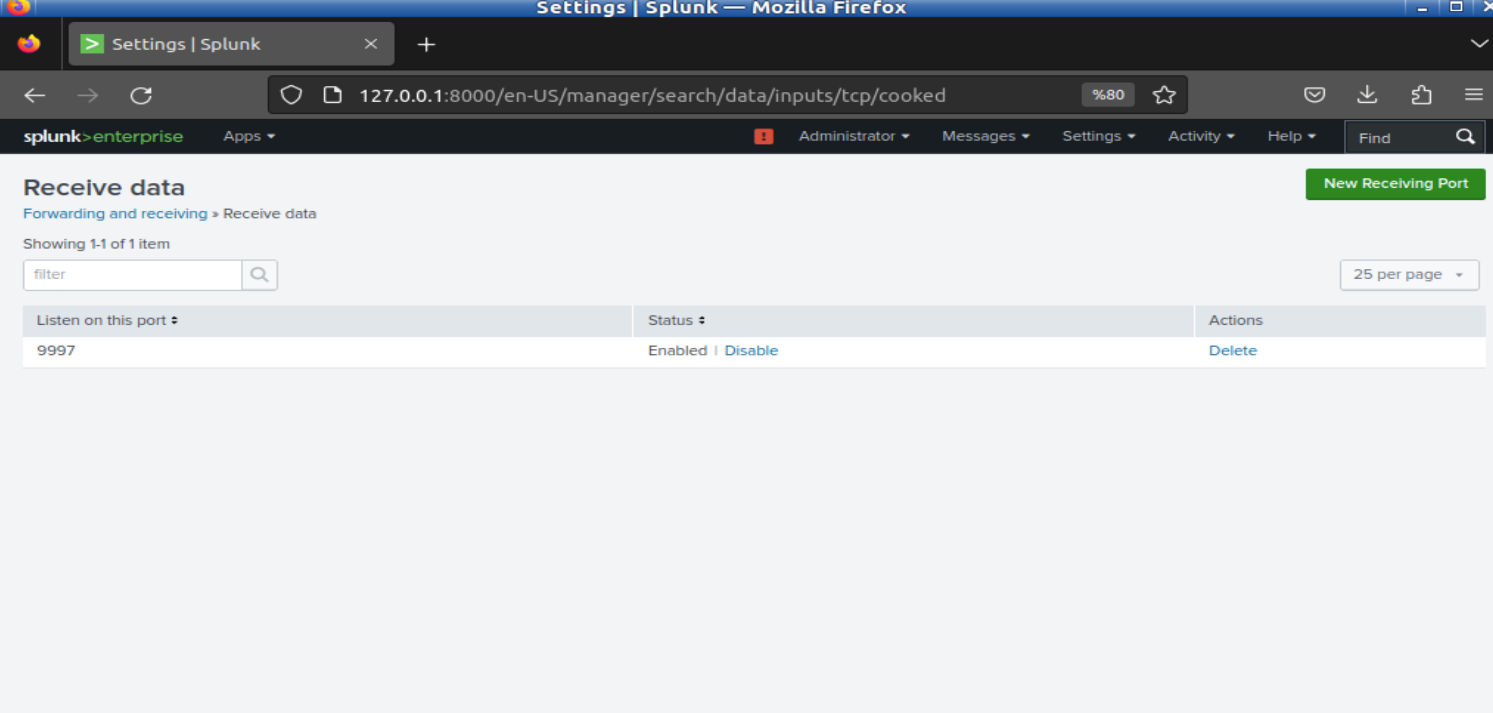 Settings | Splunk — Mozilla Firefox
Settings | Splunk
127.0.0.1:8000/en-US/manager/search/data/inputs/tcp/cooked %80
splunk>enterprise Apps Administrator Messages Settings Activity Help Find
Receive data New Receiving Port
Forwarding and receiving » Receive data
Showing 1-1 of 1 item
filter 25 per page
Listen on this port Status Actions
9997 Enabled | Disable Delete